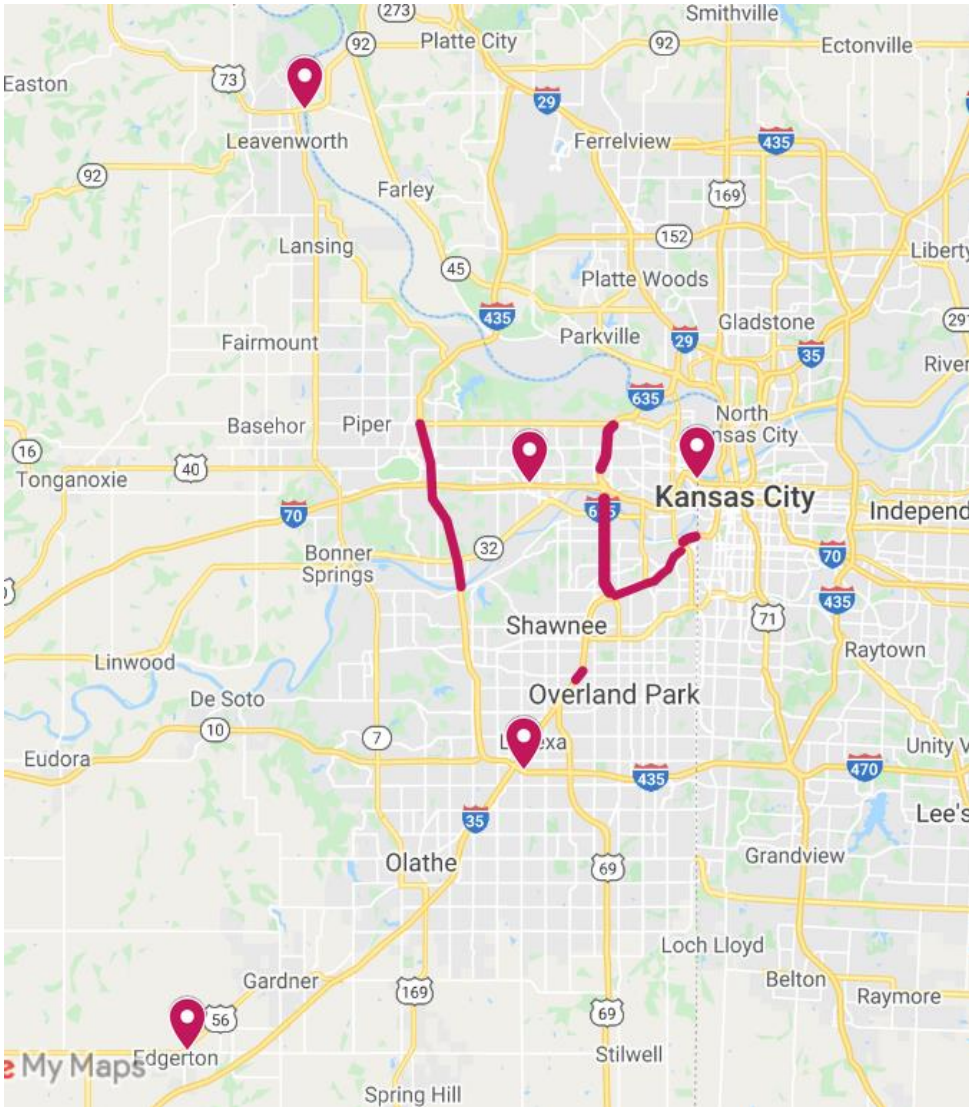 273
Smithville
Platte City
92
92
Ectonville
Easton
73
29
Leavenworth
Ferrelview
435
92
Farley
169
Lansing
152
Liberty
45
Platte Woods
435
Gladstone
291
Fairmount
Parkville
29
35
River
635
North
nsas City
Basehor
Piper
16
40
Tonganoxie
Kansas City
Independ
70
32
70
Bonner
Springs
435
Shawnee
71
Raytown
Linwood
De Soto
Overland Park
10
7
Eudora
L
exa
Unity V
435
470
35
Lee's
Olathe
69
Grandview
Loch Lloyd
Gardner
Belton
169
Raymore
56
69
Edgerton
e My Maps
Stilwell
Spring Hill